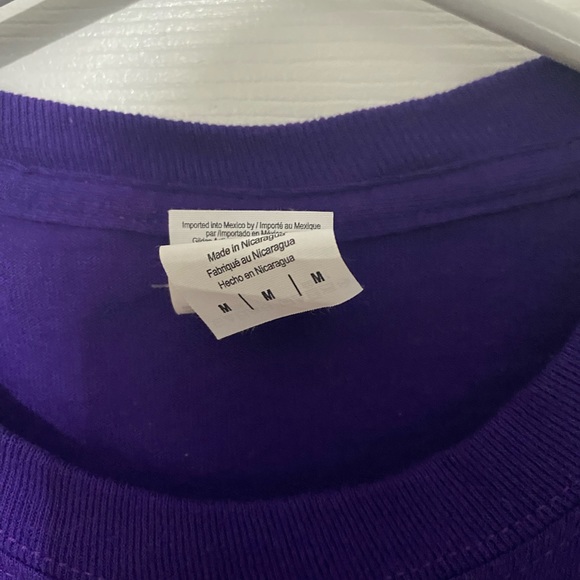 Imported into Mexico by / Importé au Mexique
par / Importado en
Made in Nicaragua
Fabriqué au Nicaragua
Hecho en Nicaragua
M | M | M